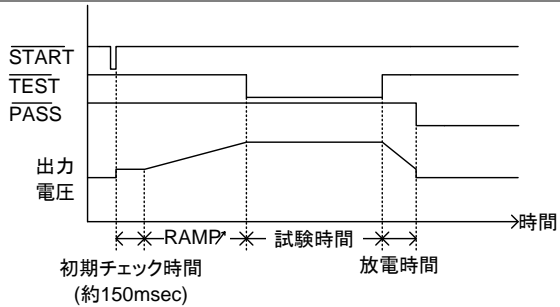 START
TEST
PASS
出力
電圧
時間
RAMP↗
試験時間
初期チェック時間
(約150msec)
放電時間